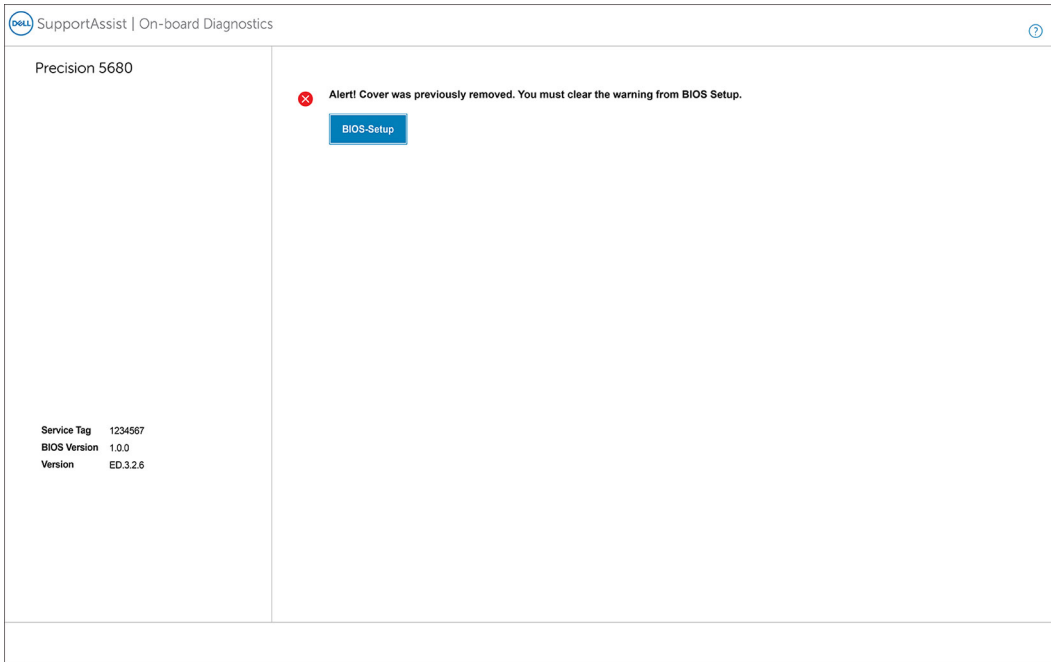 DELL SupportAssist | On-board Diagnostics
?
Precision 5680
Alert! Cover was previously removed. You must clear the warning from BIOS Setup.
BIOS-Setup
Service Tag 1234567
BIOS Version 1.0.0
Version ED.3.2.6